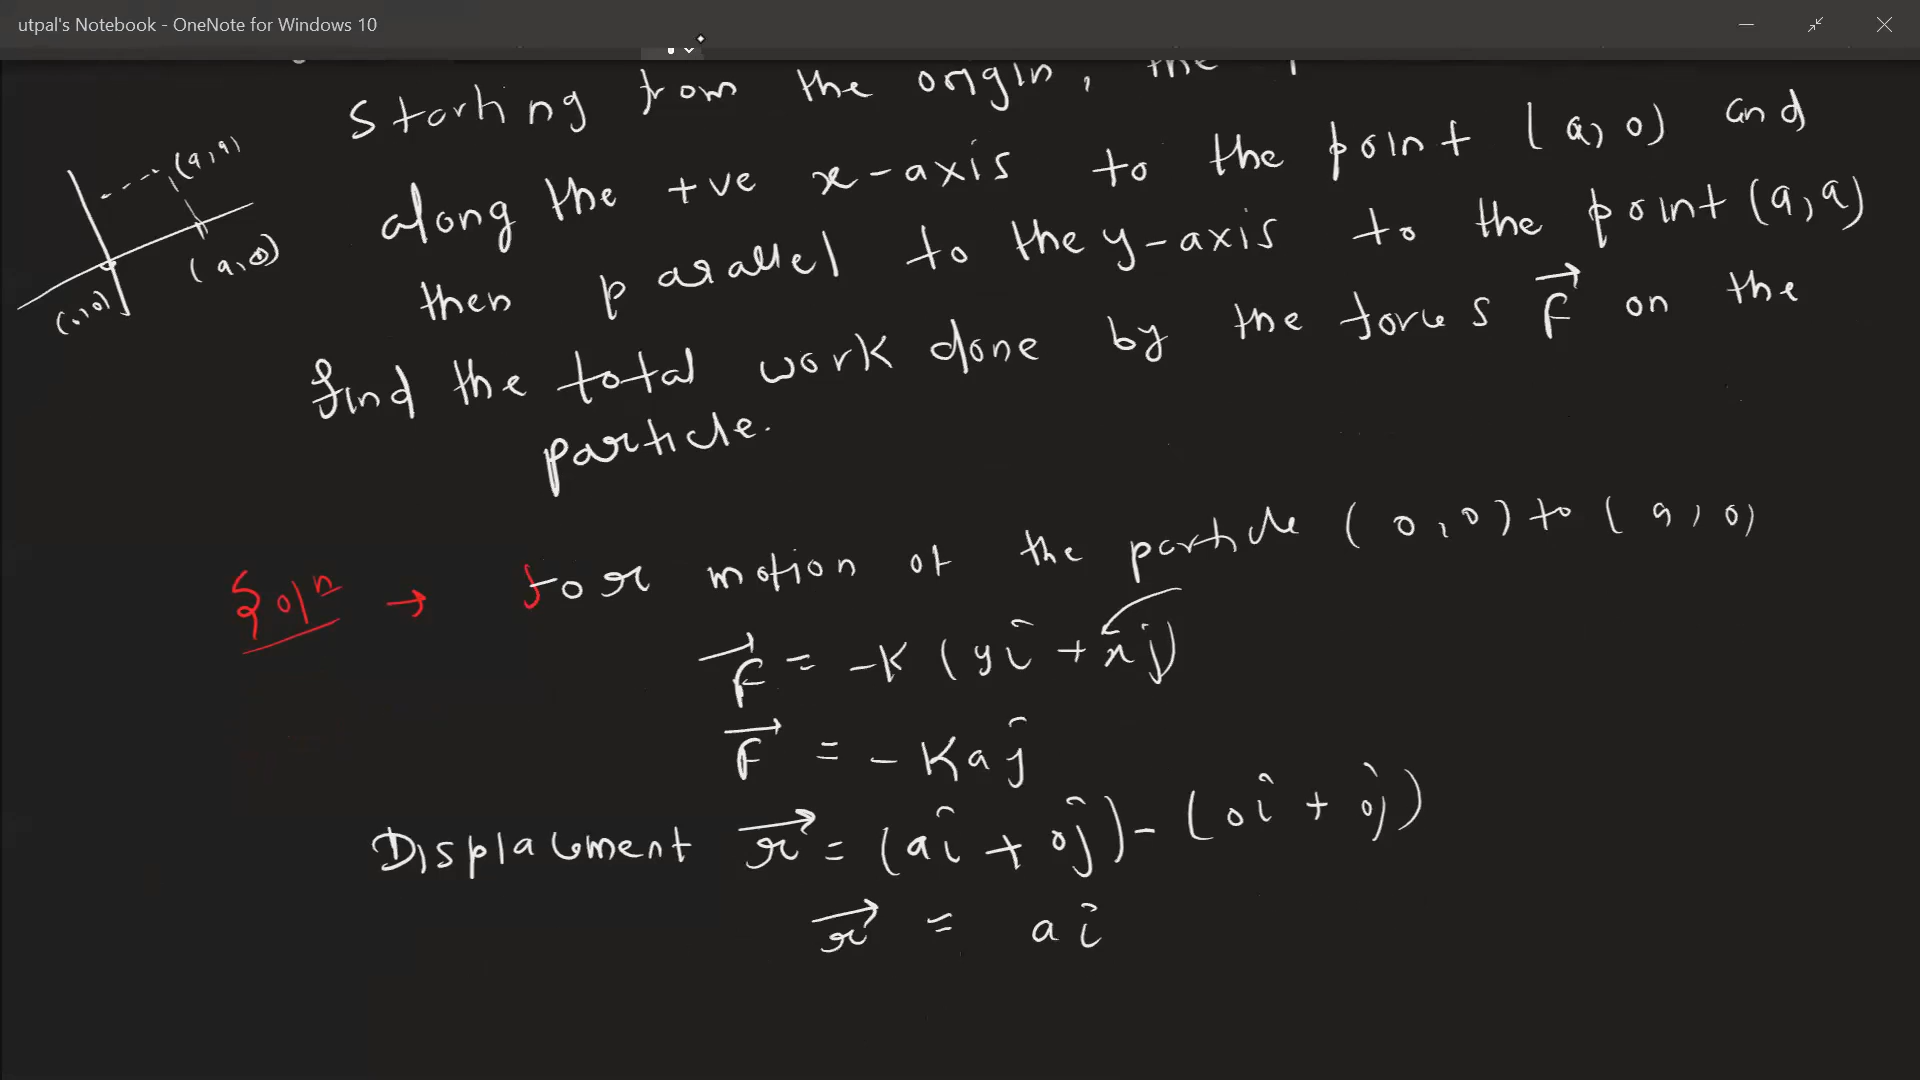 utpal's Notebook - OneNote for Windows 10
starting from the origin, the
along the +ve x-axis to the point (a, 0) and
then parallel to the y-axis to the point (a, a)
find the total work done by the forces F⃗ on the
particle.
(a, a)
(a, 0)
(0, 0)
Solⁿ → for motion of the particle (0, 0) to (a, 0)
F⃗ = -K (yî + xĵ)
F⃗ = - Kaĵ
Displacement r⃗ = (aî + 0ĵ) - (0î + 0ĵ)
r⃗ = aî